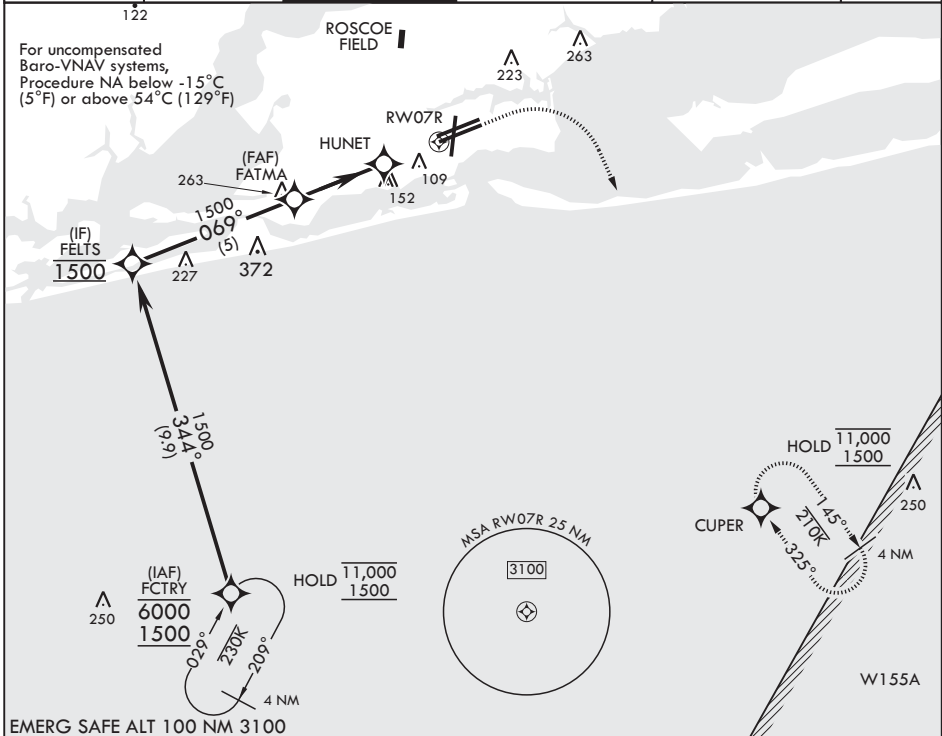 122
For uncompensated
Baro-VNAV systems,
Procedure NA below -15°C
(5°F) or above 54°C (129°F)
ROSCOE
FIELD
223
263
RW07R
HUNET
109
152
(FAF)
FATMA
263
1500
069°
(5)
(IF)
FELTS
1500
227
372
1500
344°
(9.9)
HOLD 11,000
1500
250
CUPER
145°
210K
325°
4 NM
MSA RW07R 25 NM
3100
(IAF)
FCTRY
6000
1500
HOLD 11,000
1500
250
029°
230K
209°
4 NM
W155A
EMERG SAFE ALT 100 NM 3100